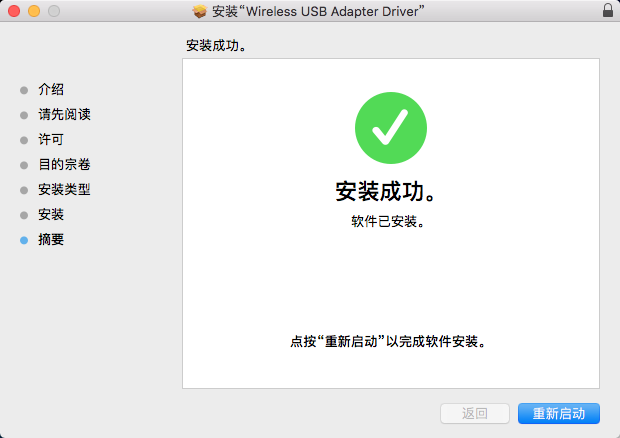 安装“Wireless USB Adapter Driver”
安装成功。
介绍
请先阅读
许可
目的宗卷
安装类型
安装
摘要
安装成功。
软件已安装。
点按“重新启动”以完成软件安装。
返回
重新启动